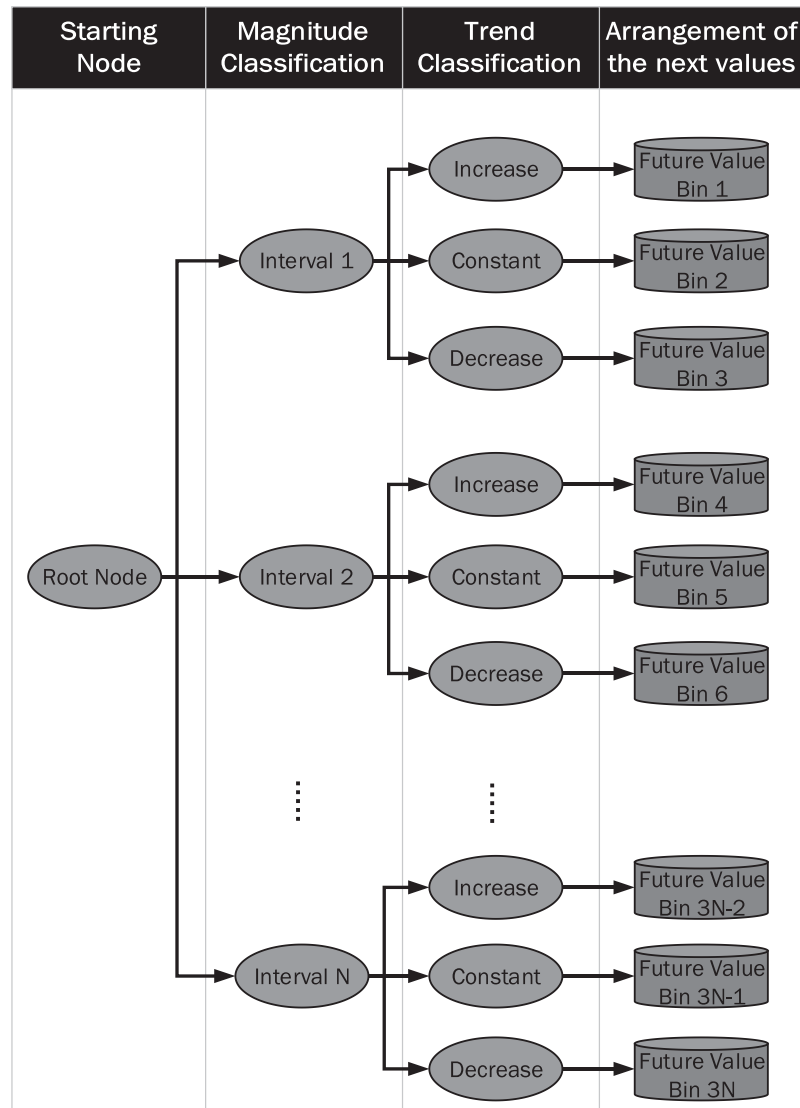 Starting
Node
Magnitude
Classification
Trend
Classification
Arrangement of
the next values
Root Node
Interval 1
Increase
Future Value
Bin 1
Constant
Future Value
Bin 2
Decrease
Future Value
Bin 3
Interval 2
Increase
Future Value
Bin 4
Constant
Future Value
Bin 5
Decrease
Future Value
Bin 6
Interval N
Increase
Future Value
Bin 3N-2
Constant
Future Value
Bin 3N-1
Decrease
Future Value
Bin 3N